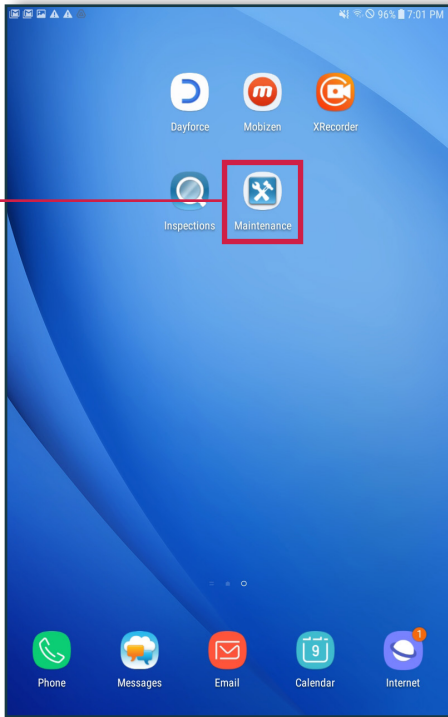 96% 7:01 PM
Dayforce Mobizen XRecorder
Inspections Maintenance
9
1
Phone Messages Email Calendar Internet